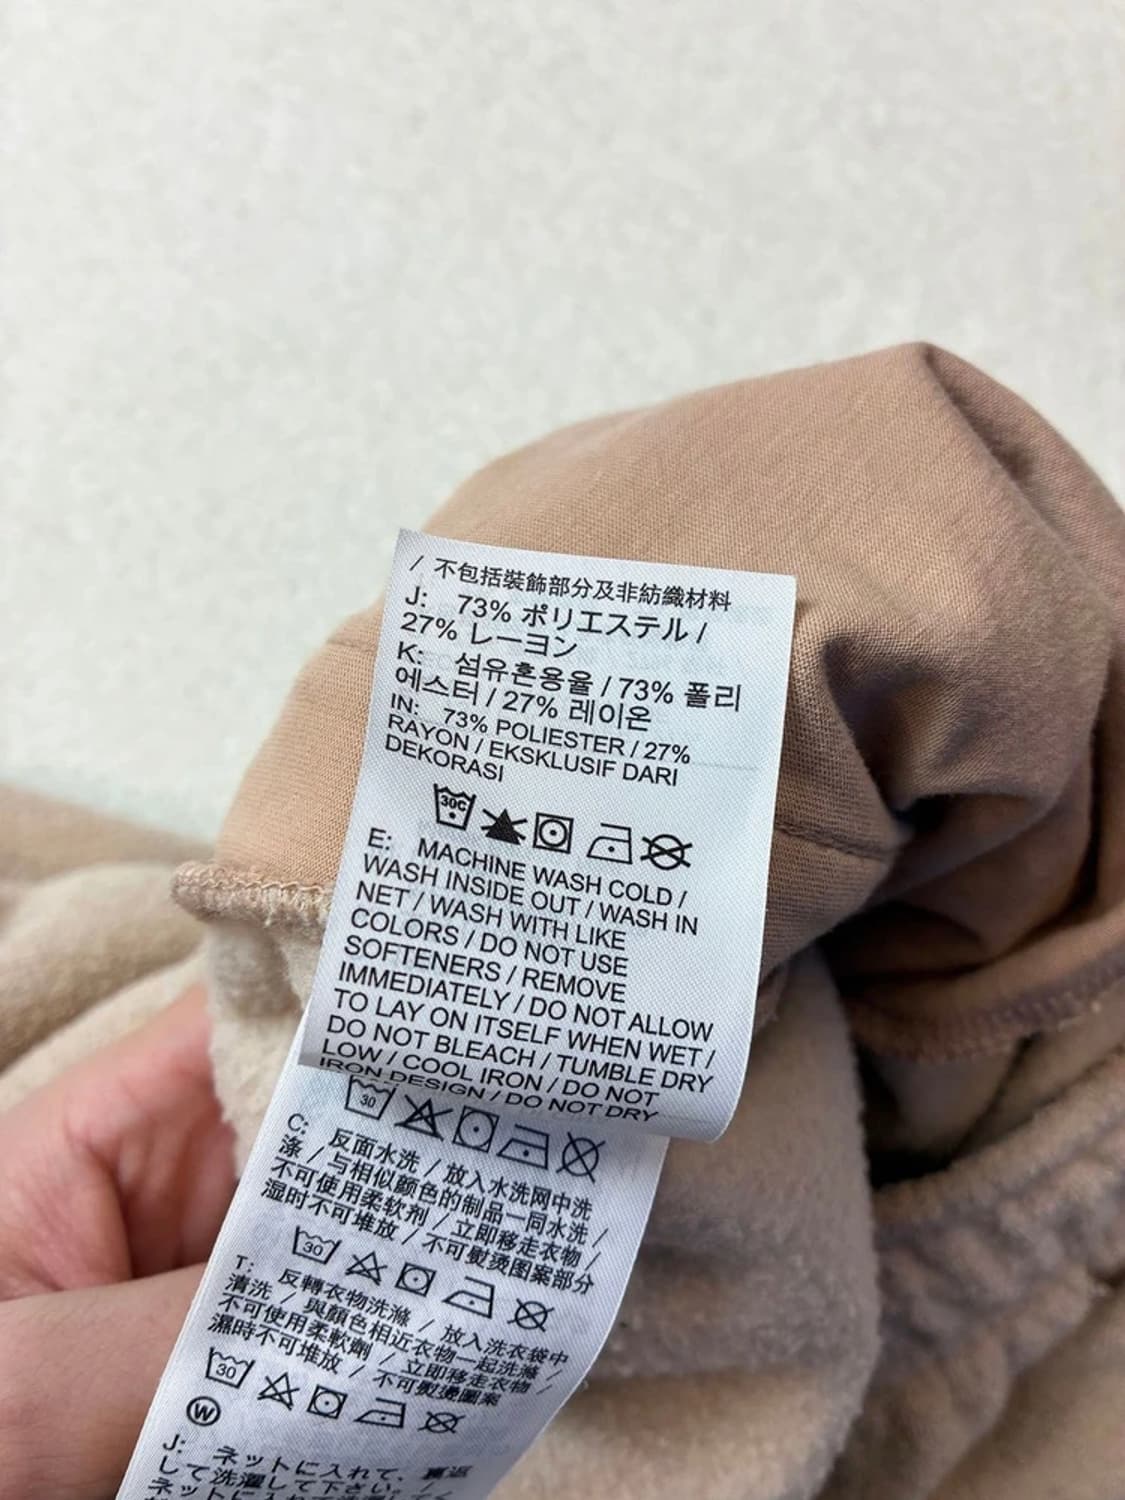 / 不包括裝飾部分及非紡織材料
J: 73% ポリエステル /
27% レーヨン
K: 섬유혼용율 / 73% 폴리
에스터 / 27% 레이온
IN: 73% POLIESTER / 27%
RAYON / EKSKLUSIF DARI
DEKORASI
30C
E: MACHINE WASH COLD /
WASH INSIDE OUT / WASH IN
NET / WASH WITH LIKE
COLORS / DO NOT USE
SOFTENERS / REMOVE
IMMEDIATELY / DO NOT ALLOW
TO LAY ON ITSELF WHEN WET /
DO NOT BLEACH / TUMBLE DRY
LOW / COOL IRON / DO NOT
IRON DESIGN / DO NOT DRY
30
C: 反面水洗 / 放入水洗网中洗
涤 / 与相似颜色的制品一同水洗 /
不可使用柔软剂 / 立即移走衣物 /
湿时不可堆放 / 不可熨烫图案部分
30
T: 反轉衣物洗滌 / 放入洗衣袋中
清洗 / 與顏色相近衣物一起洗滌 /
不可使用柔軟劑 / 立即移走衣物 /
濕時不可堆放 / 不可熨燙圖案
30
W
J: ネットに入れて、裏返
して洗濯して下さい。 /